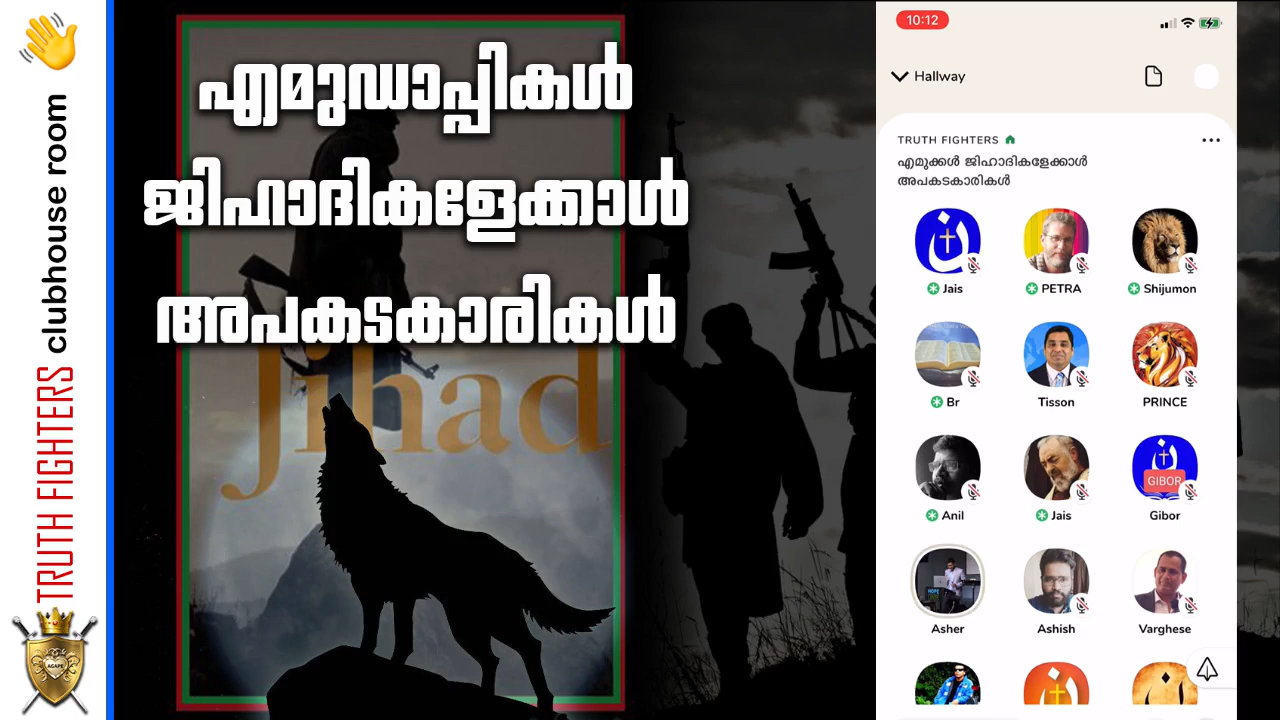 TRUTH FIGHTERS clubhouse room
AGAPE
എമുഡാപ്പികൾ
ജിഹാദികളേക്കാൾ
അപകടകാരികൾ
Jihad
10:12
Hallway
TRUTH FIGHTERS
എമുക്കൾ ജിഹാദികളേക്കാൾ
അപകടകാരികൾ
Jais PETRA Shijumon
Br Tisson PRINCE
GIBOR
Anil Jais Gibor
HOPE
Asher Ashish Varghese